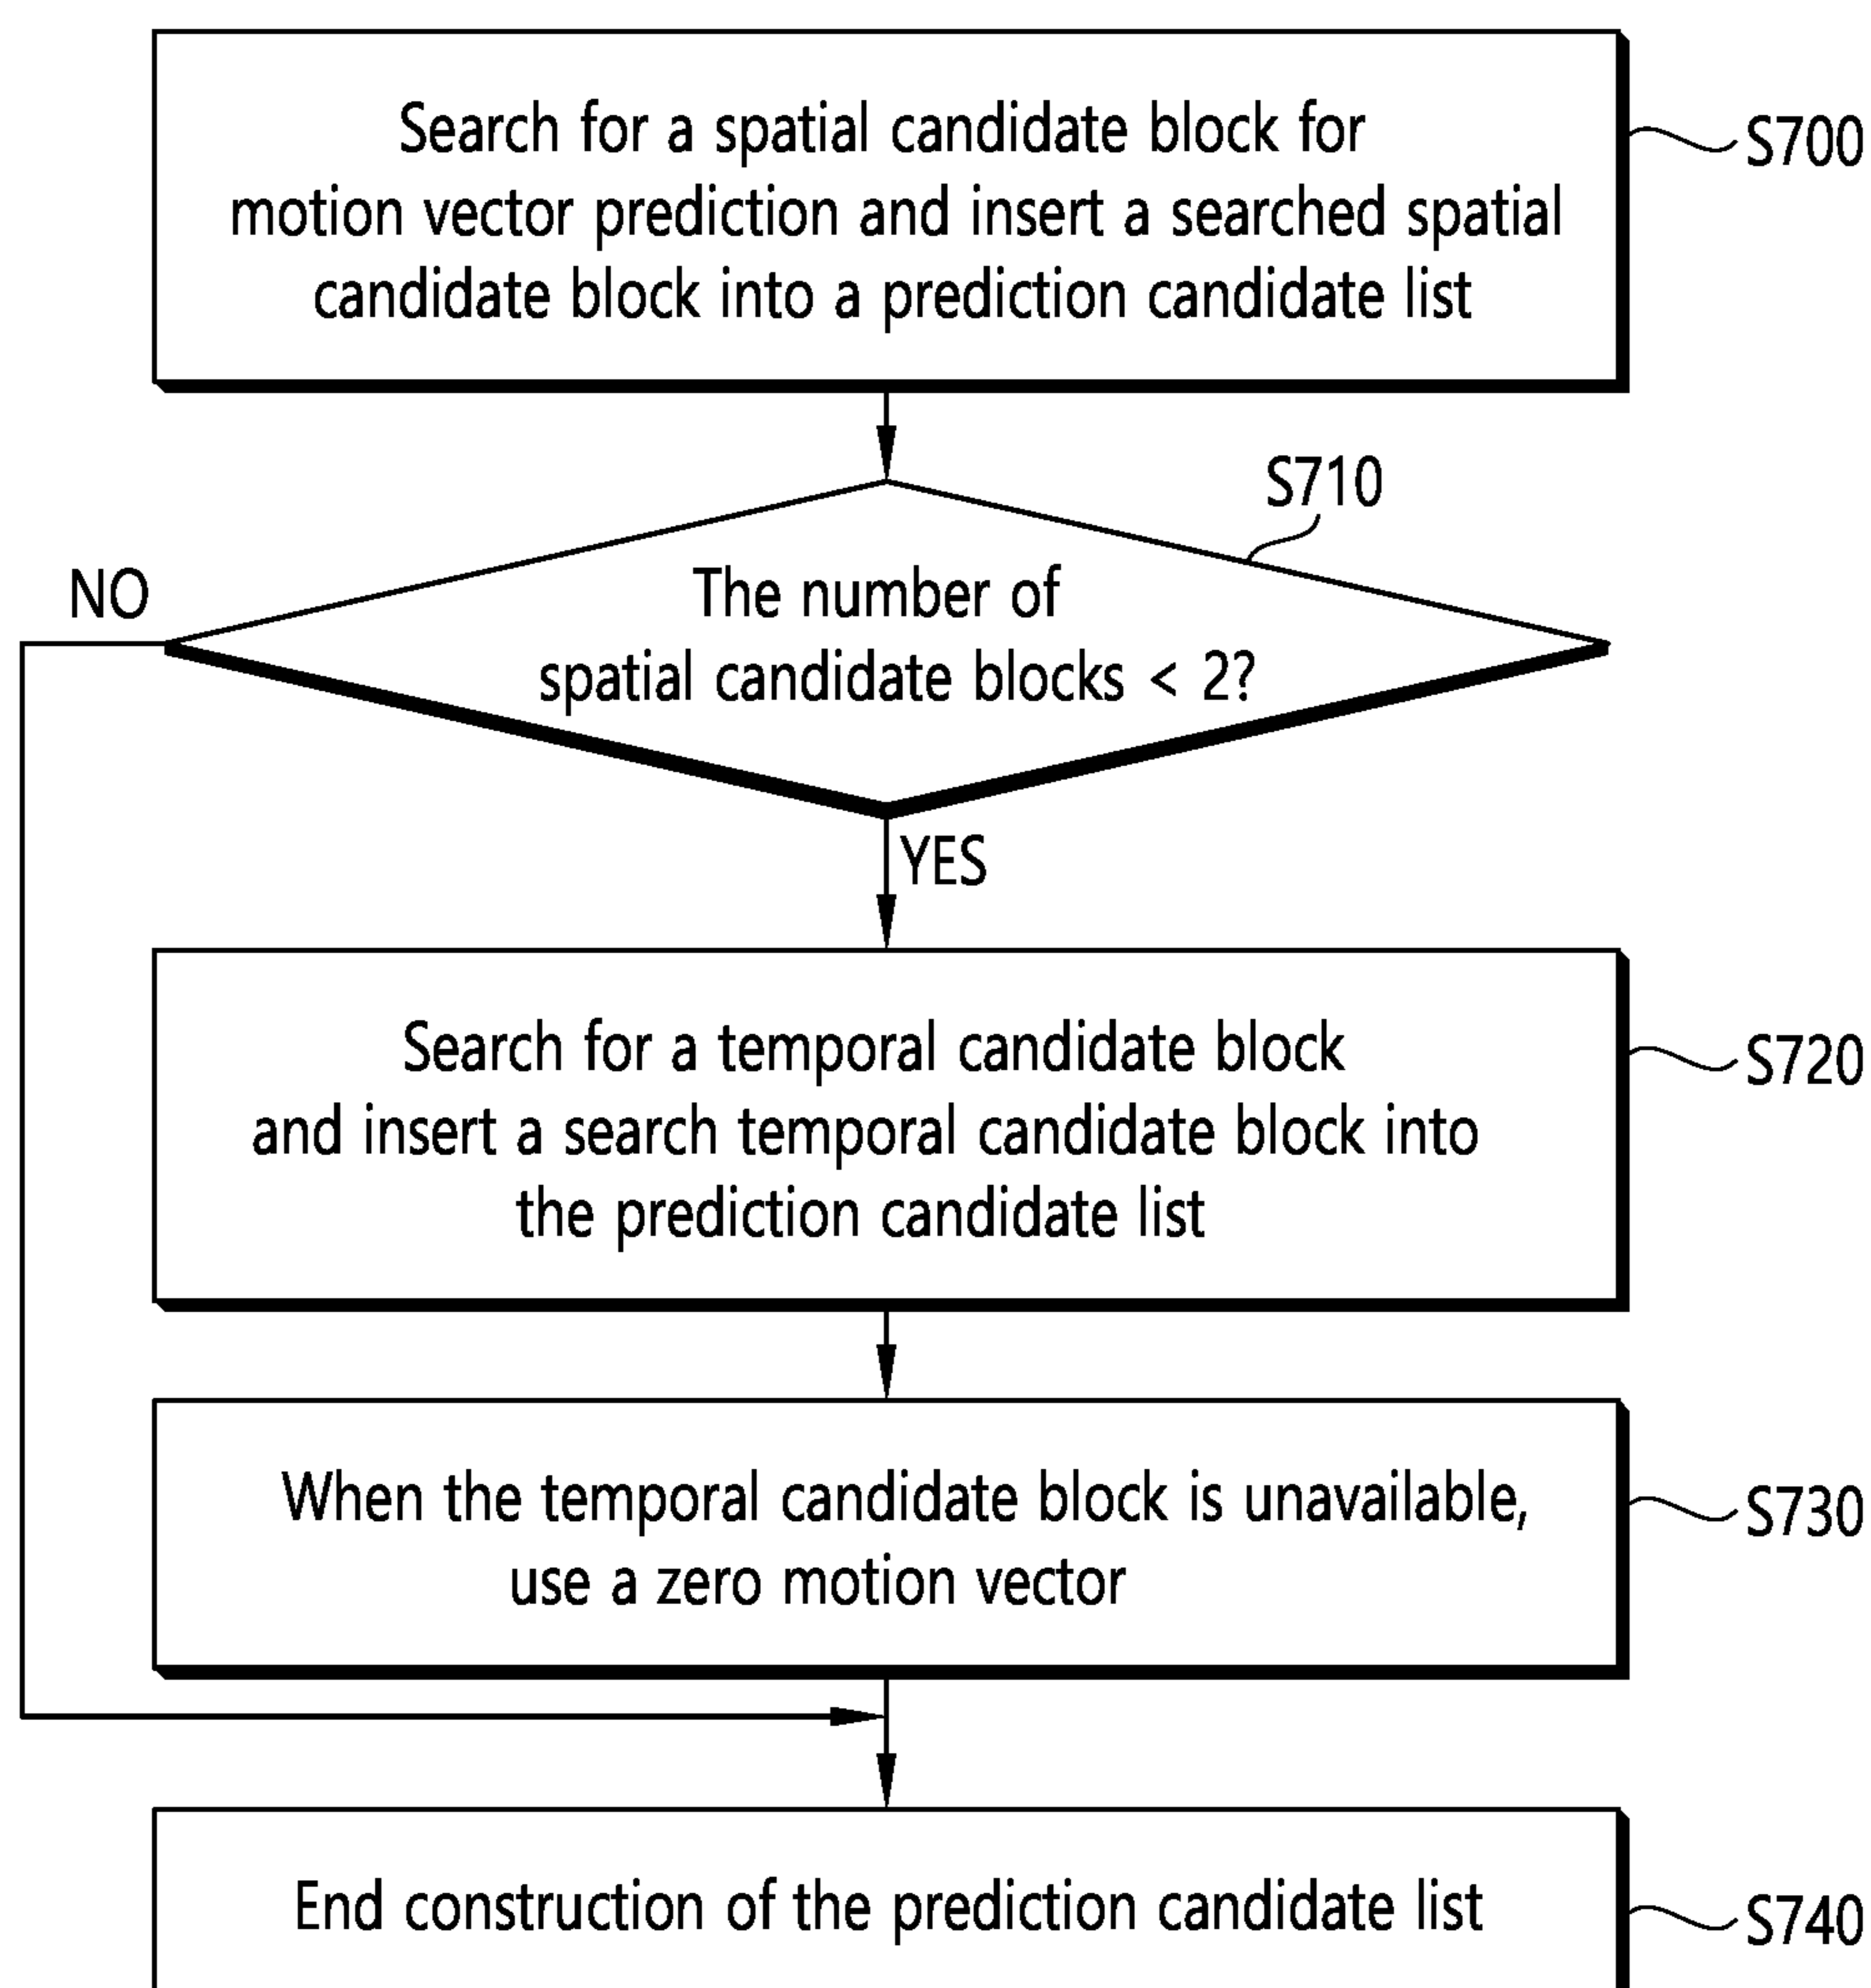 Search for a spatial candidate block for
motion vector prediction and insert a searched spatial
candidate block into a prediction candidate list
S700
S710
The number of
spatial candidate blocks < 2?
NO
YES
Search for a temporal candidate block
and insert a search temporal candidate block into
the prediction candidate list
S720
When the temporal candidate block is unavailable,
use a zero motion vector
S730
End construction of the prediction candidate list
S740